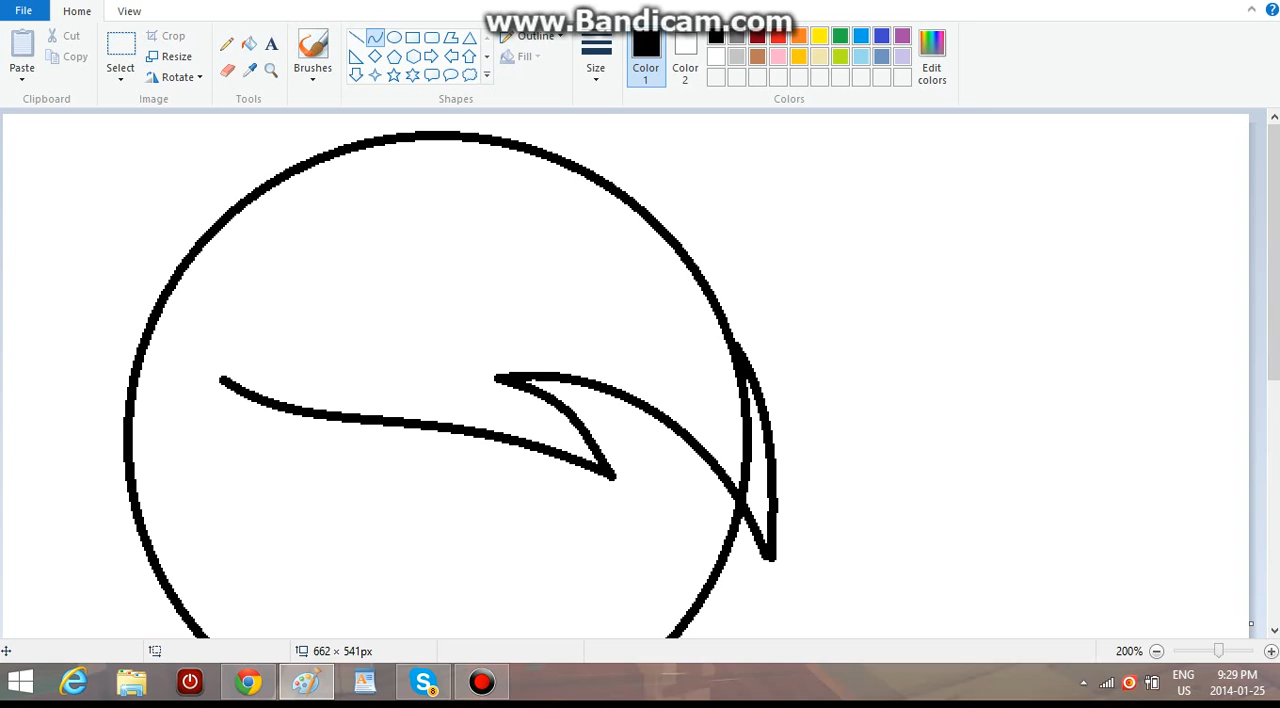 www.Bandicam.com
File Home View
Paste
Cut
Copy
Clipboard
Select
Crop
Resize
Rotate
Image
Tools
Brushes
Shapes
Outline
Fill
Size
Color 1
Color 2
Edit colors
Colors
662 × 541px
200%
ENG US
9:29 PM
2014-01-25